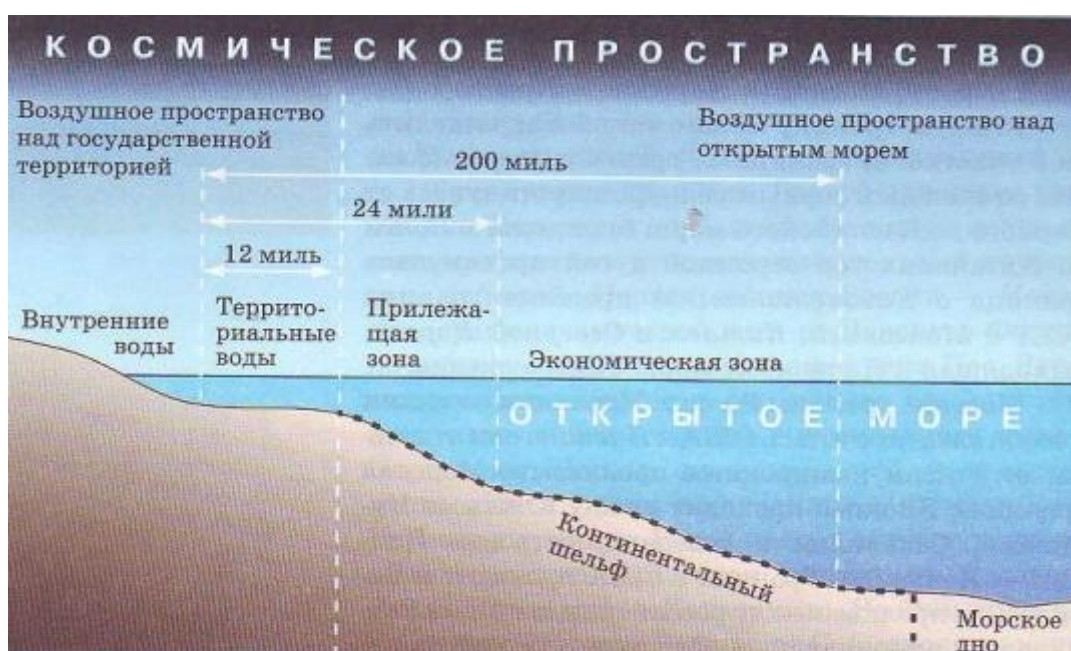 КОСМИЧЕСКОЕ ПРОСТРАНСТВО
Воздушное пространство
над государственной
территорией
Воздушное пространство над
открытым морем
200 миль
24 мили
12 миль
Внутренние
воды
Террито-
риальные
воды
Прилежа-
щая
зона
Экономическая зона
ОТКРЫТОЕ МОРЕ
Континентальный
шельф
Морское
дно